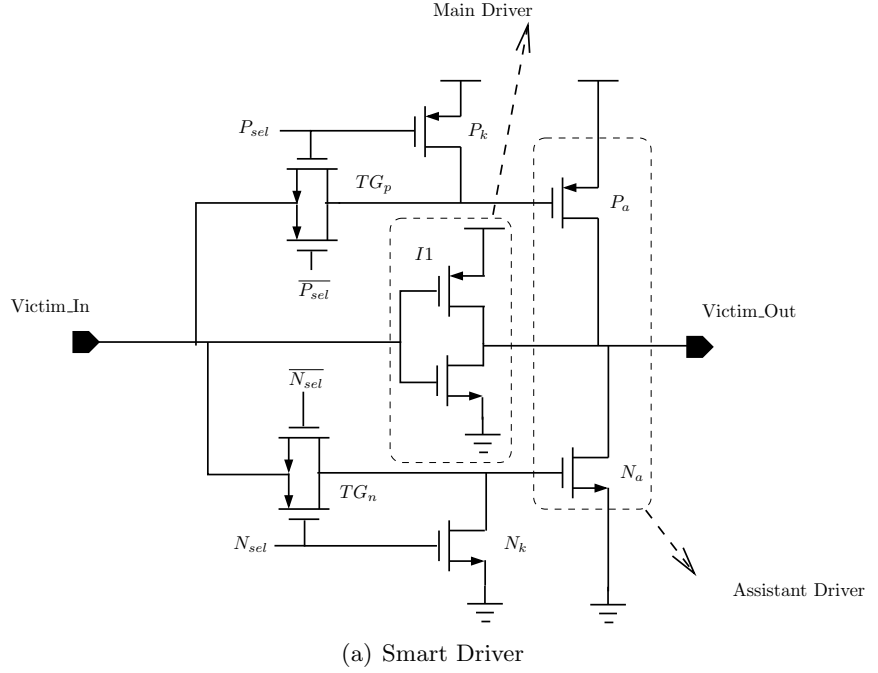 Main Driver
P_sel
P_k
TG_p
P_a
I1
\overline{P_sel}
Victim_In
Victim_Out
\overline{N_sel}
N_a
TG_n
N_sel
N_k
Assistant Driver
(a) Smart Driver